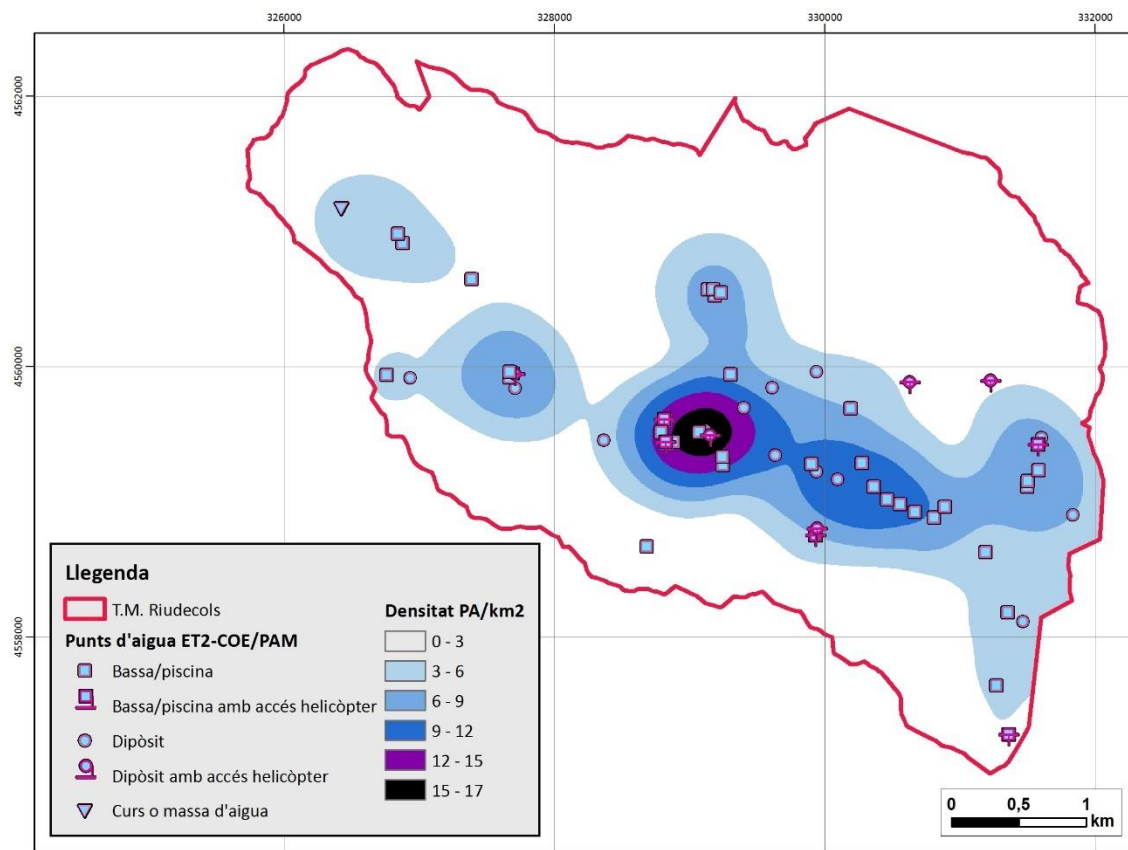 326000 328000 330000 332000
4562000
4560000
4558000
Llegenda
T.M. Riudecols
Punts d'aigua ET2-COE/PAM
Bassa/piscina
Bassa/piscina amb accés helicòpter
Dipòsit
Dipòsit amb accés helicòpter
Curs o massa d'aigua
Densitat PA/km2
0 - 3
3 - 6
6 - 9
9 - 12
12 - 15
15 - 17
0 0,5 1
km